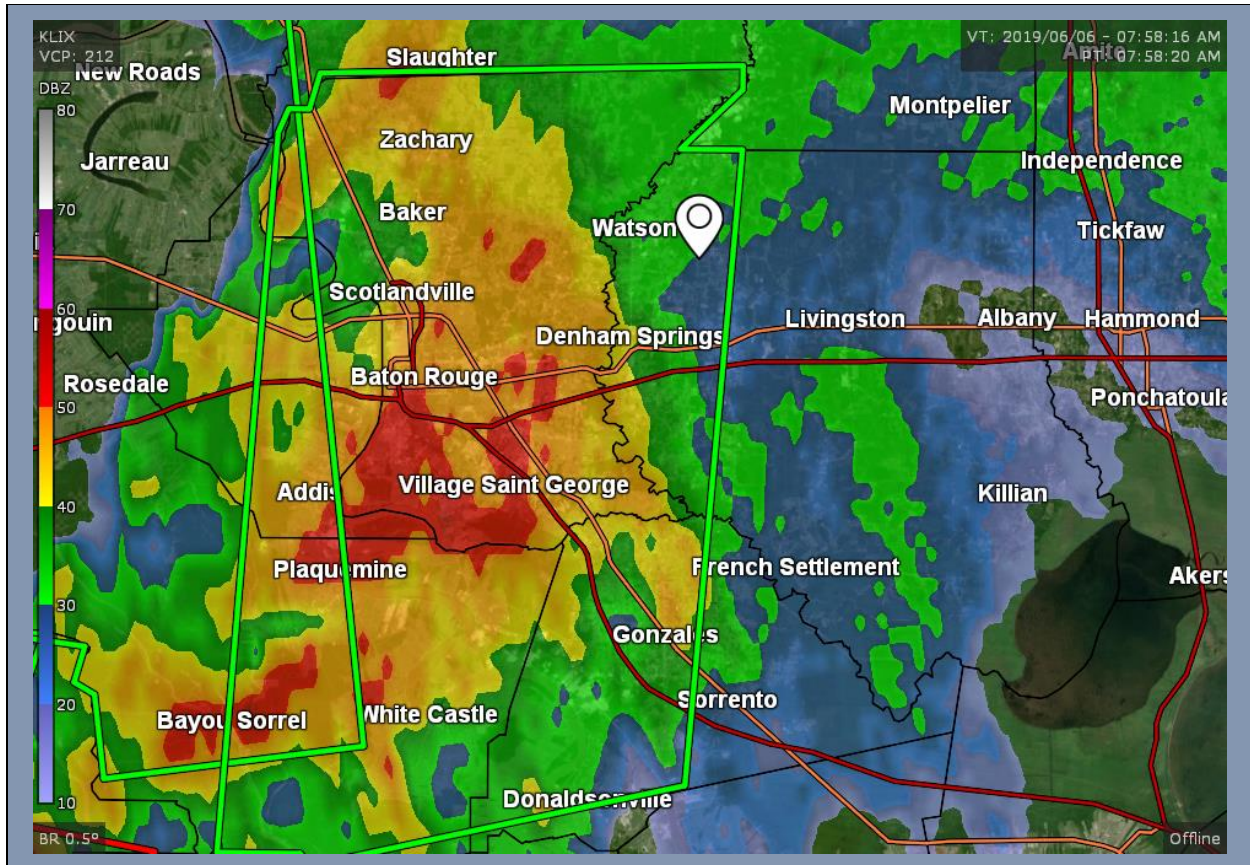 KLIX
VCP: 212
VT: 2019/06/06 - 07:58:16 AM
PT: 07:58:20 AM
Slaughter
Amite
New Roads
DBZ
80
Montpelier
Zachary
Jarreau
Independence
70
Baker
Watson
Tickfaw
Scotlandville
60
Livingston
Albany
Hammond
ngouin
Denham Springs
Baton Rouge
Rosedale
Ponchatoula
50
Addis
Village Saint George
Killian
40
Plaquemine
French Settlement
Akers
30
Gonzales
Sorrento
20
Bayou Sorrel
White Castle
Donaldsonville
10
BR 0.5°
Offline